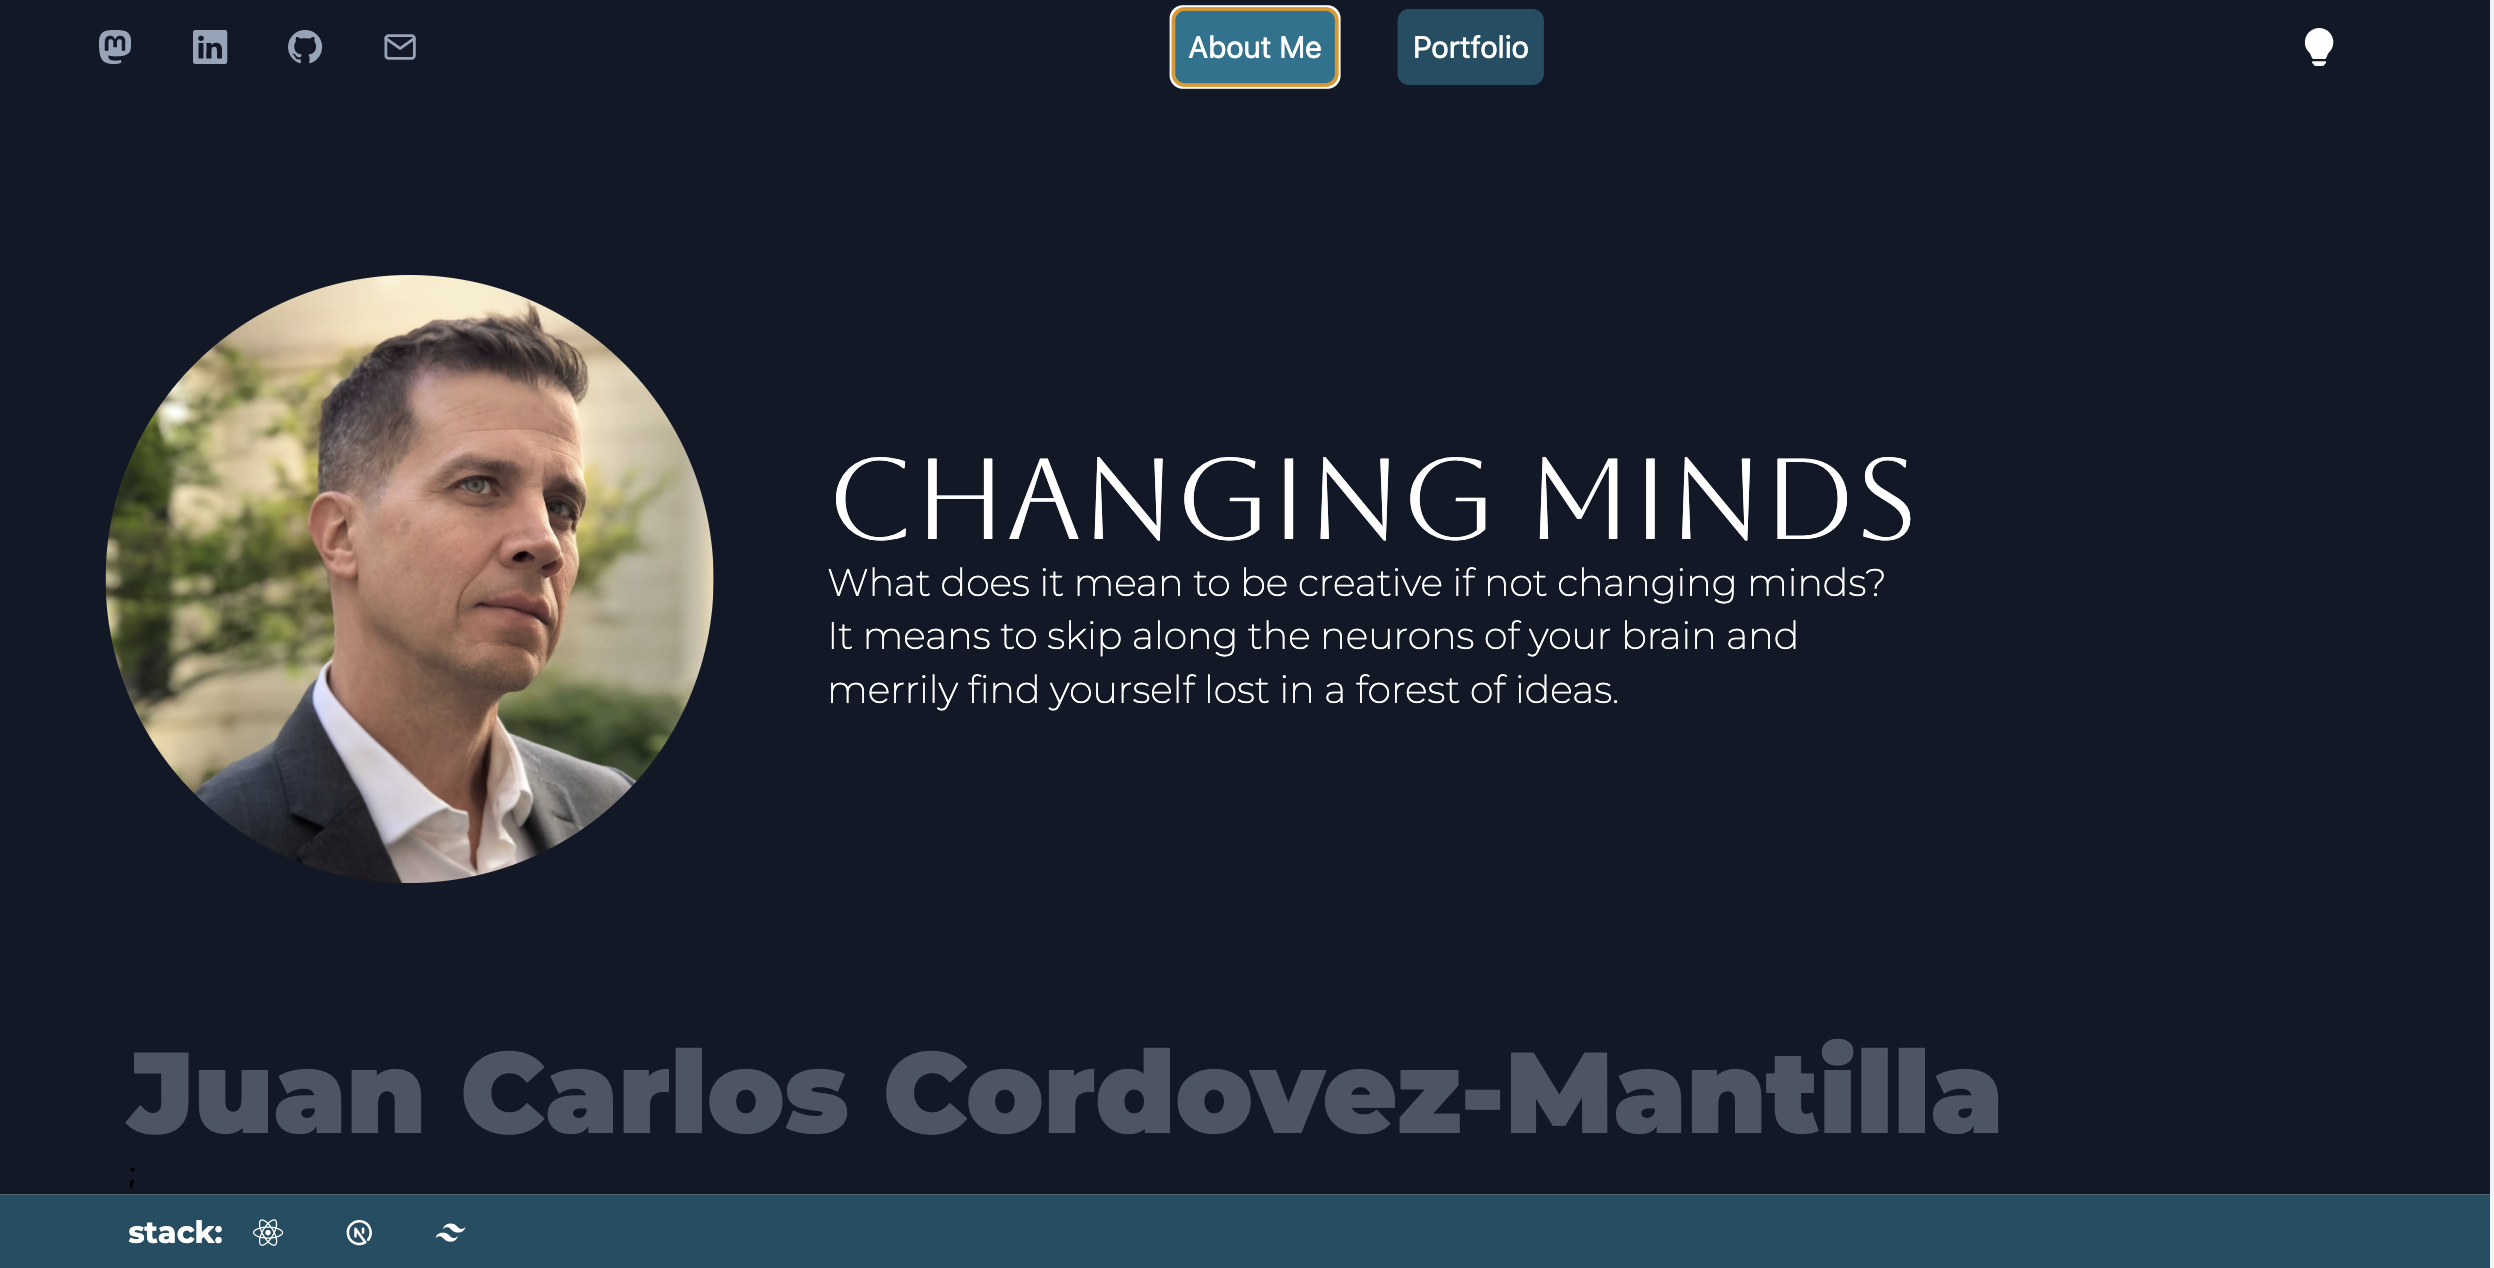 About Me
Portfolio
CHANGING MINDS
What does it mean to be creative if not changing minds?
It means to skip along the neurons of your brain and
merrily find yourself lost in a forest of ideas.
Juan Carlos Cordovez-Mantilla
;
stack: